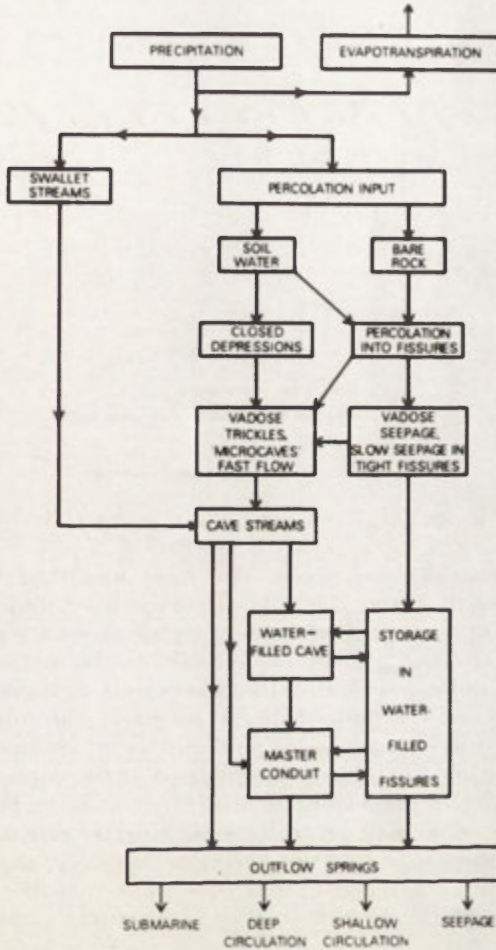 PRECIPITATION
EVAPOTRANSPIRATION
SWALLET
STREAMS
PERCOLATION INPUT
SOIL
WATER
BARE
ROCK
CLOSED
DEPRESSIONS
PERCOLATION
INTO FISSURES
VADOSE
TRICKLES,
'MICROCAVES'
FAST FLOW
VADOSE
SEEPAGE,
SLOW SEEPAGE IN
TIGHT FISSURES
CAVE STREAMS
WATER-
FILLED CAVE
STORAGE
IN
WATER-
FILLED
FISSURES
MASTER
CONDUIT
OUTFLOW SPRINGS
SUBMARINE
DEEP
CIRCULATION
SHALLOW
CIRCULATION
SEEPAGE